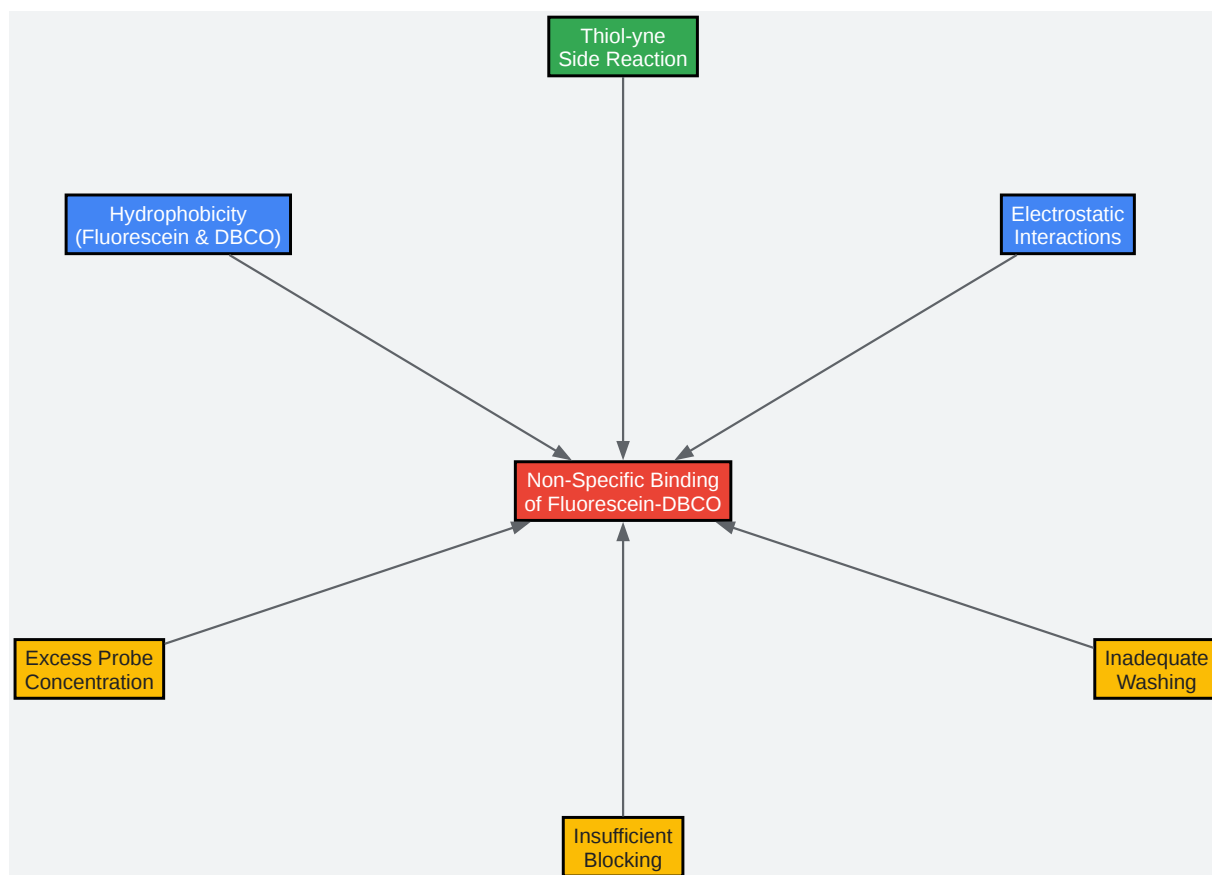 Thiol-yne
Side Reaction
Hydrophobicity
(Fluorescein & DBCO)
Electrostatic
Interactions
Non-Specific Binding
of Fluorescein-DBCO
Excess Probe
Concentration
Inadequate
Washing
Insufficient
Blocking